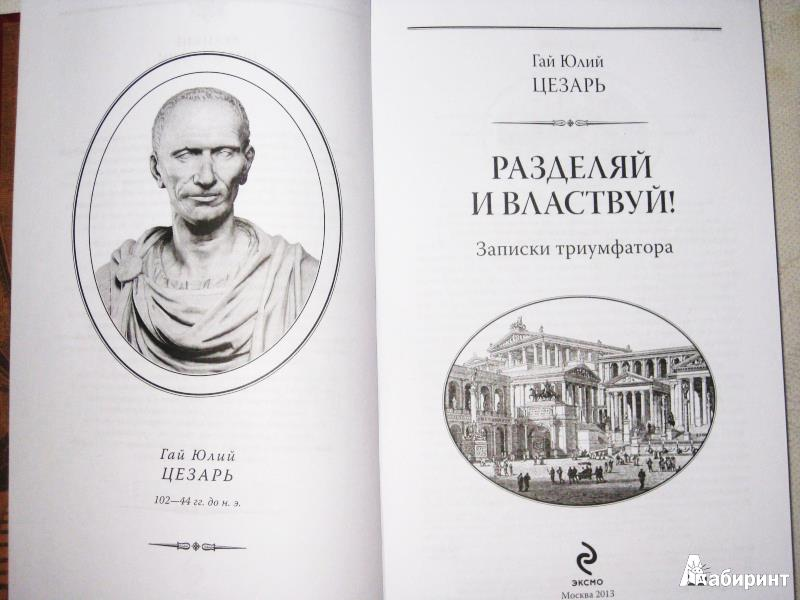 Гай Юлий
ЦЕЗАРЬ
102—44 гг. до н. э.
Гай Юлий
ЦЕЗАРЬ
РАЗДЕЛЯЙ
И ВЛАСТВУЙ!
Записки триумфатора
ЭКСМО
Москва 2013
Лабиринт